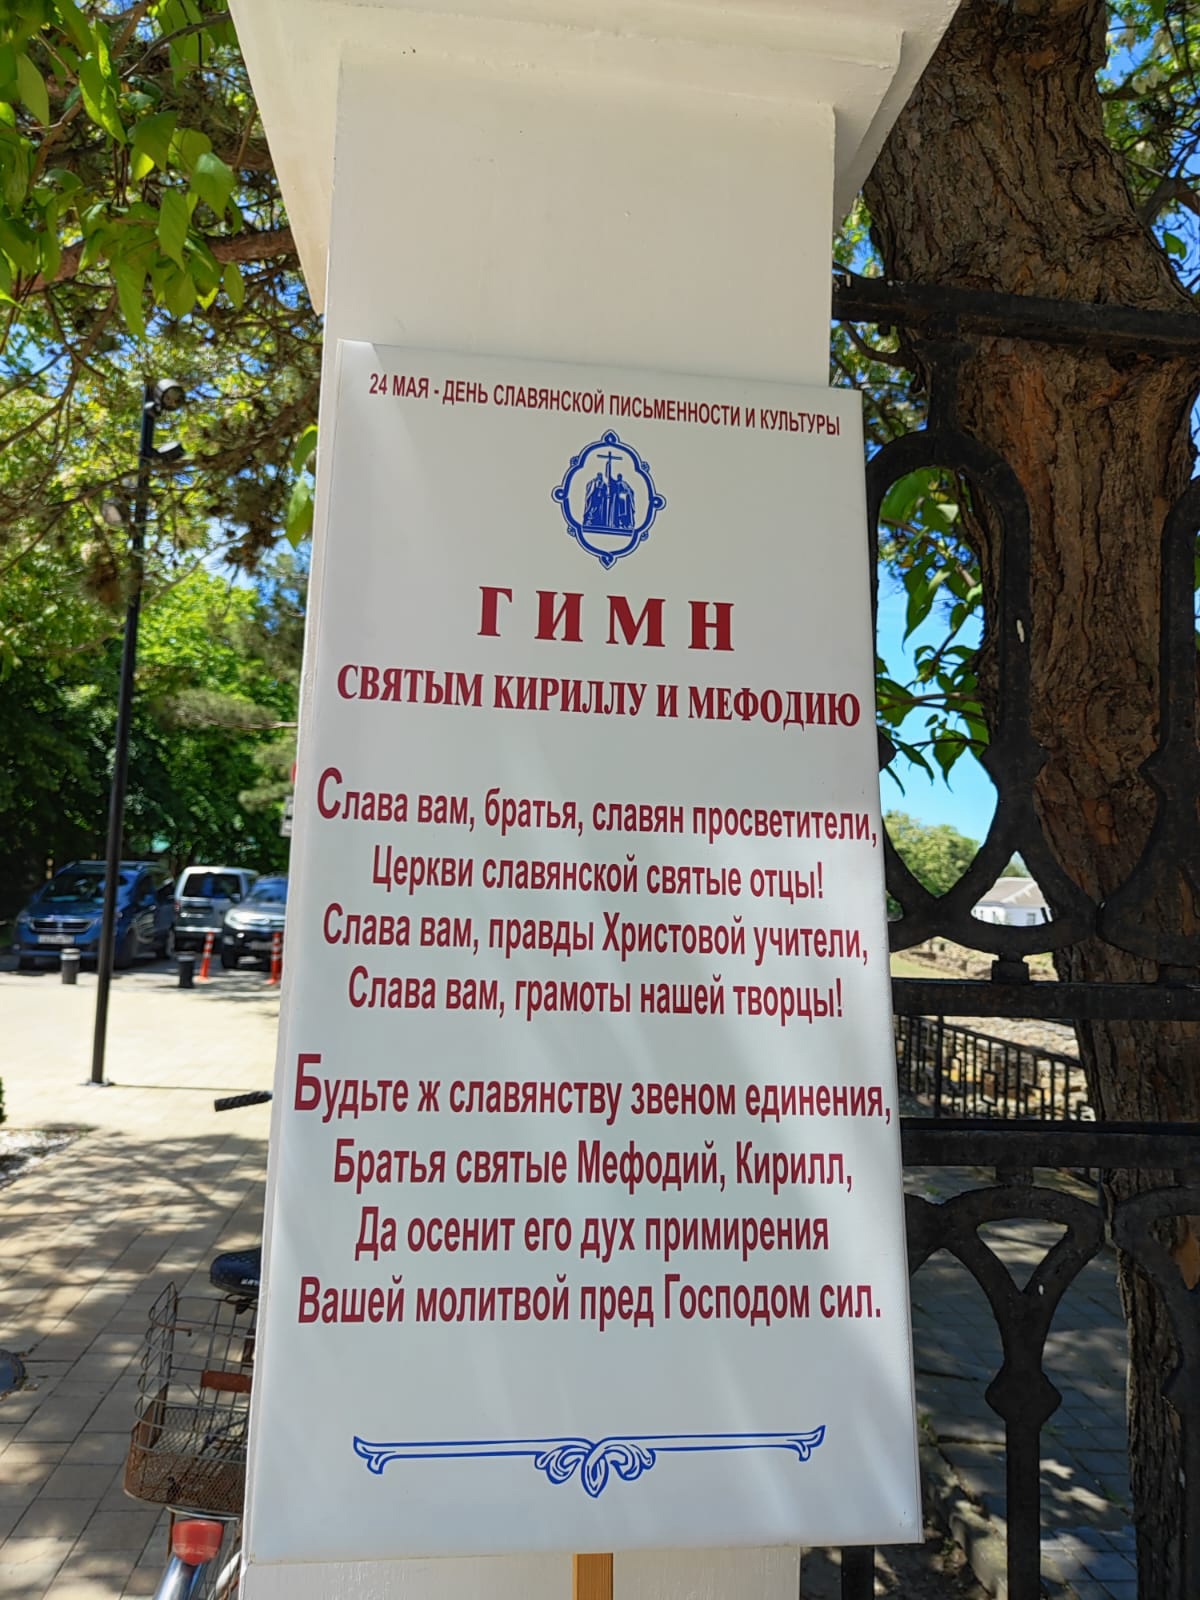 24 МАЯ - ДЕНЬ СЛАВЯНСКОЙ ПИСЬМЕННОСТИ И КУЛЬТУРЫ
ГИМН
СВЯТЫМ КИРИЛЛУ И МЕФОДИЮ
Слава вам, братья, славян просветители,
Церкви славянской святые отцы!
Слава вам, правды Христовой учители,
Слава вам, грамоты нашей творцы!
Будьте ж славянству звеном единения,
Братья святые Мефодий, Кирилл,
Да осенит его дух примирения
Вашей молитвой пред Господом сил.